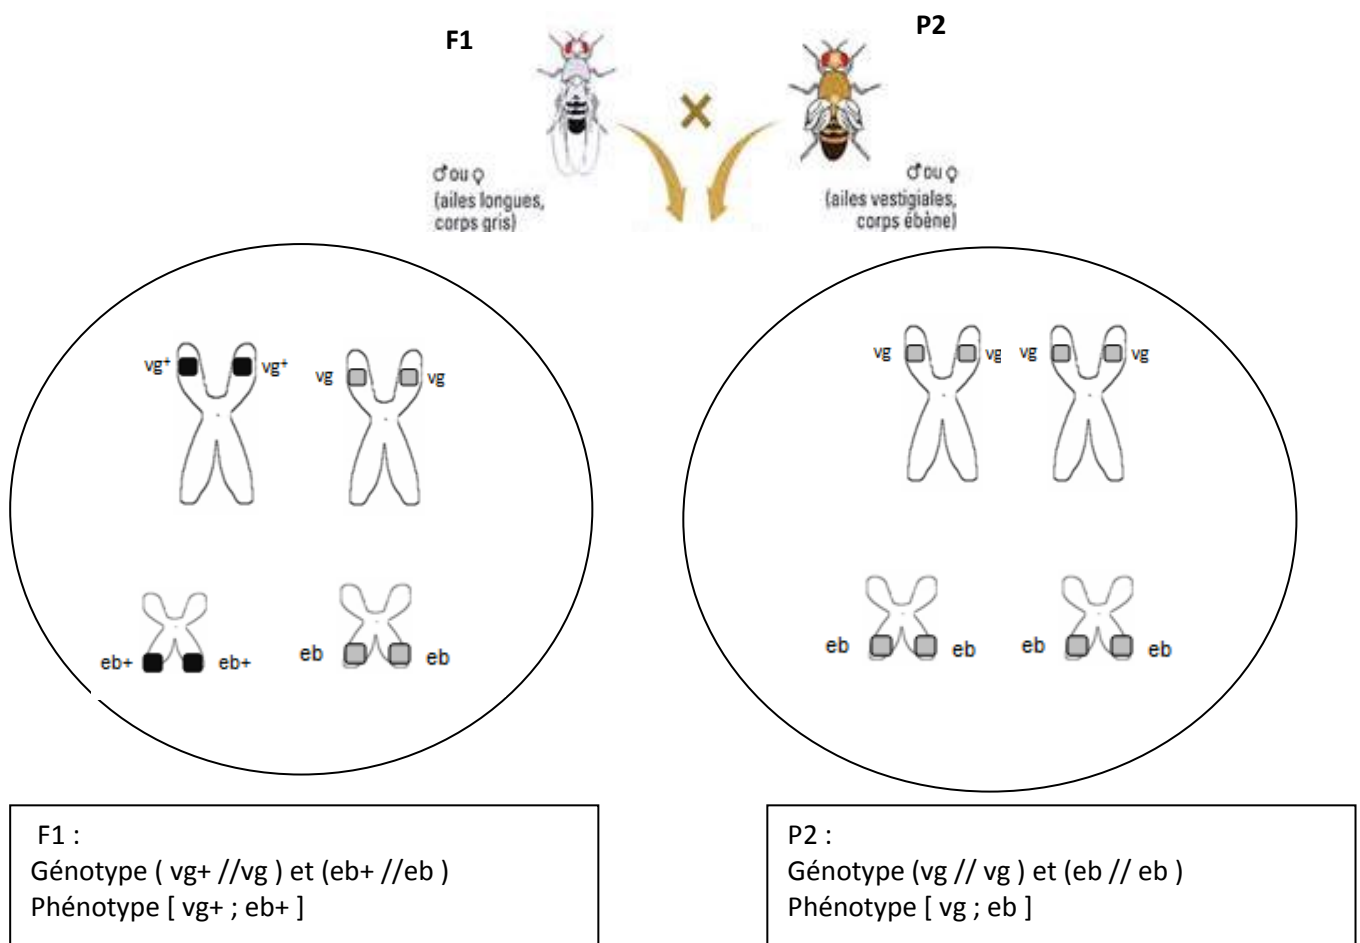 F1
P2
♂ ou ♀
(ailes longues,
corps gris)
♂ ou ♀
(ailes vestigiales,
corps ébène)
vg+ vg+ vg vg
vg vg vg vg
eb+ eb+ eb eb
eb eb eb eb
F1 :
Génotype ( vg+ //vg ) et (eb+ //eb )
Phénotype [ vg+ ; eb+ ]
P2 :
Génotype (vg // vg ) et (eb // eb )
Phénotype [ vg ; eb ]